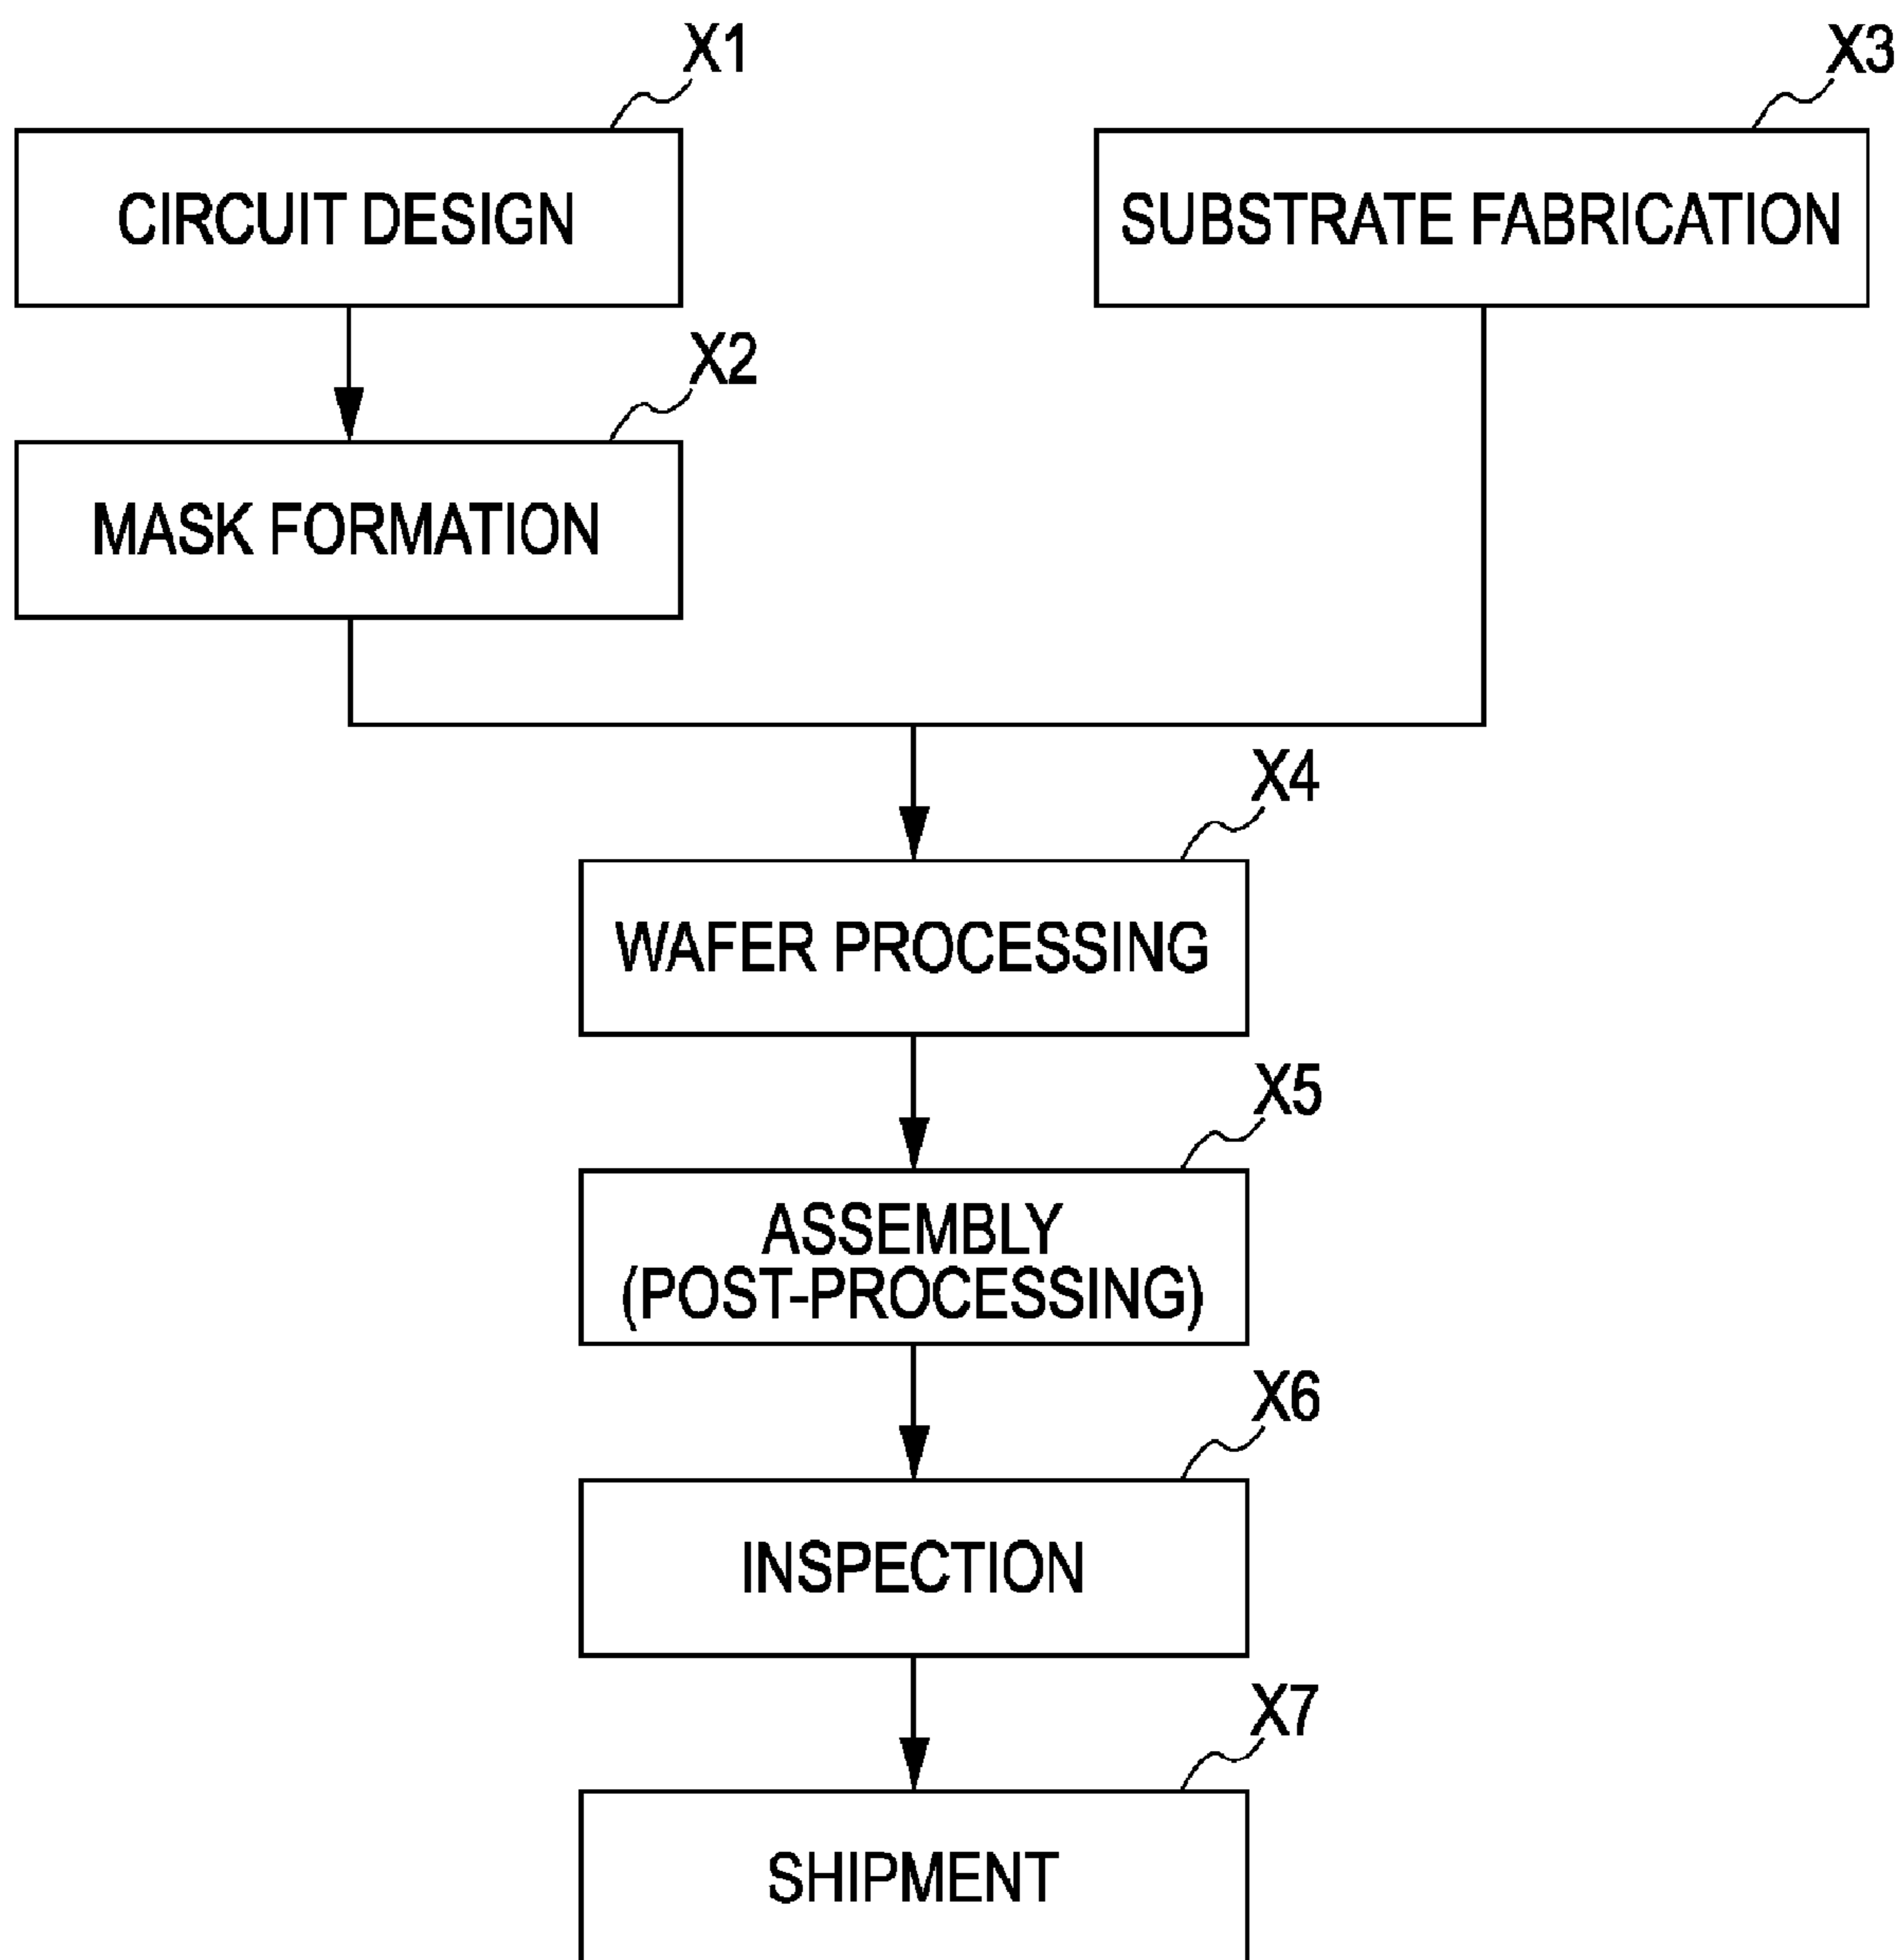 X1
X3
CIRCUIT DESIGN
SUBSTRATE FABRICATION
X2
MASK FORMATION
X4
WAFER PROCESSING
X5
ASSEMBLY
(POST-PROCESSING)
X6
INSPECTION
X7
SHIPMENT